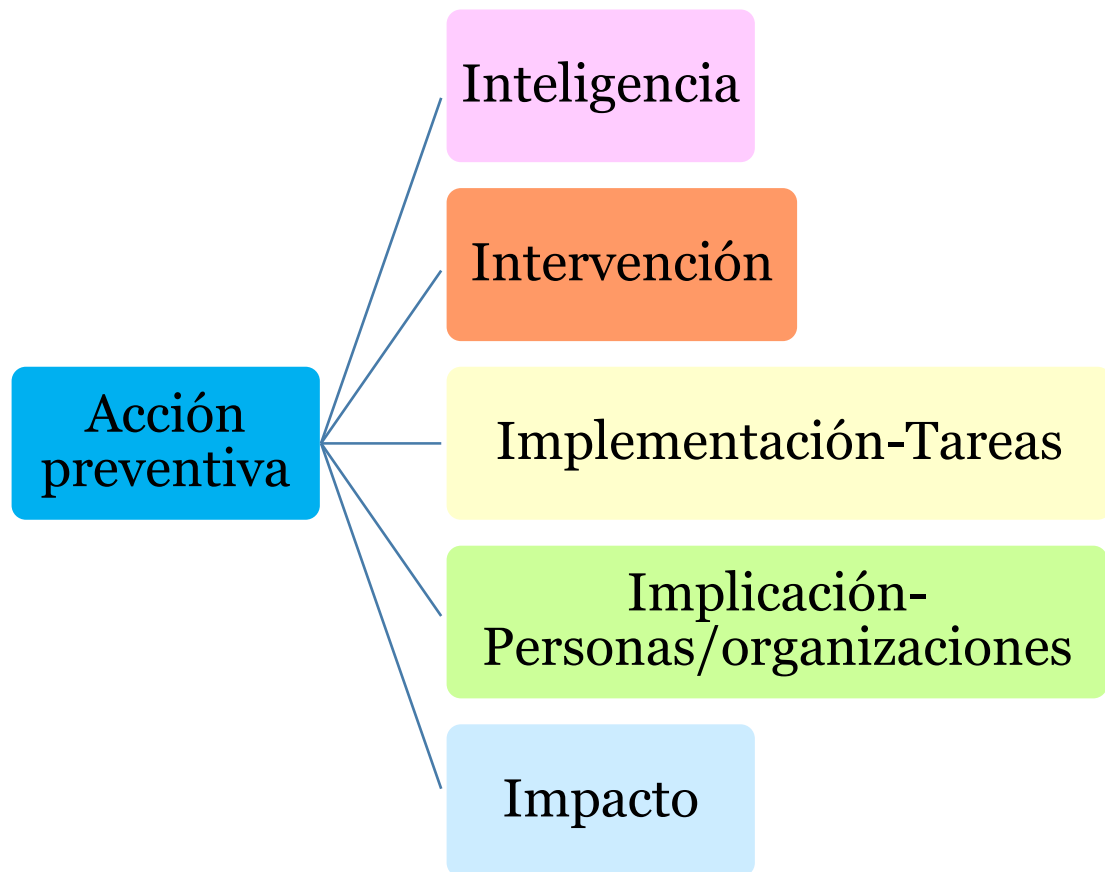 Inteligencia
Intervención
Acción
preventiva
Implementación-Tareas
Implicación-
Personas/organizaciones
Impacto